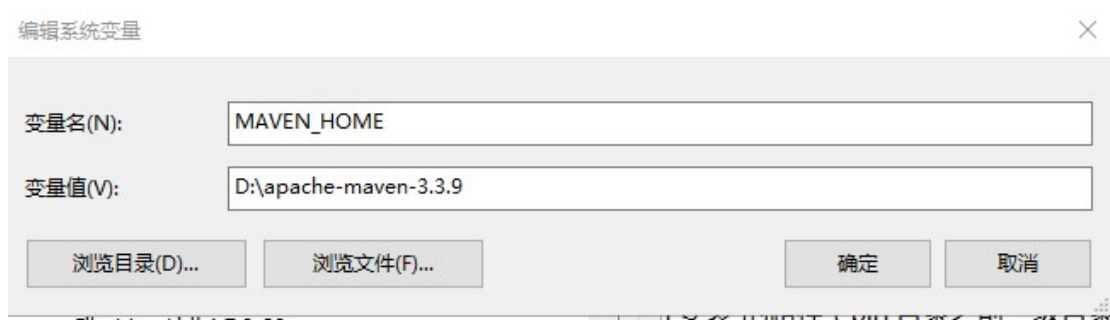 编辑系统变量
变量名(N):
MAVEN_HOME
变量值(V):
D:\apache-maven-3.3.9
浏览目录(D)...
浏览文件(F)...
确定
取消